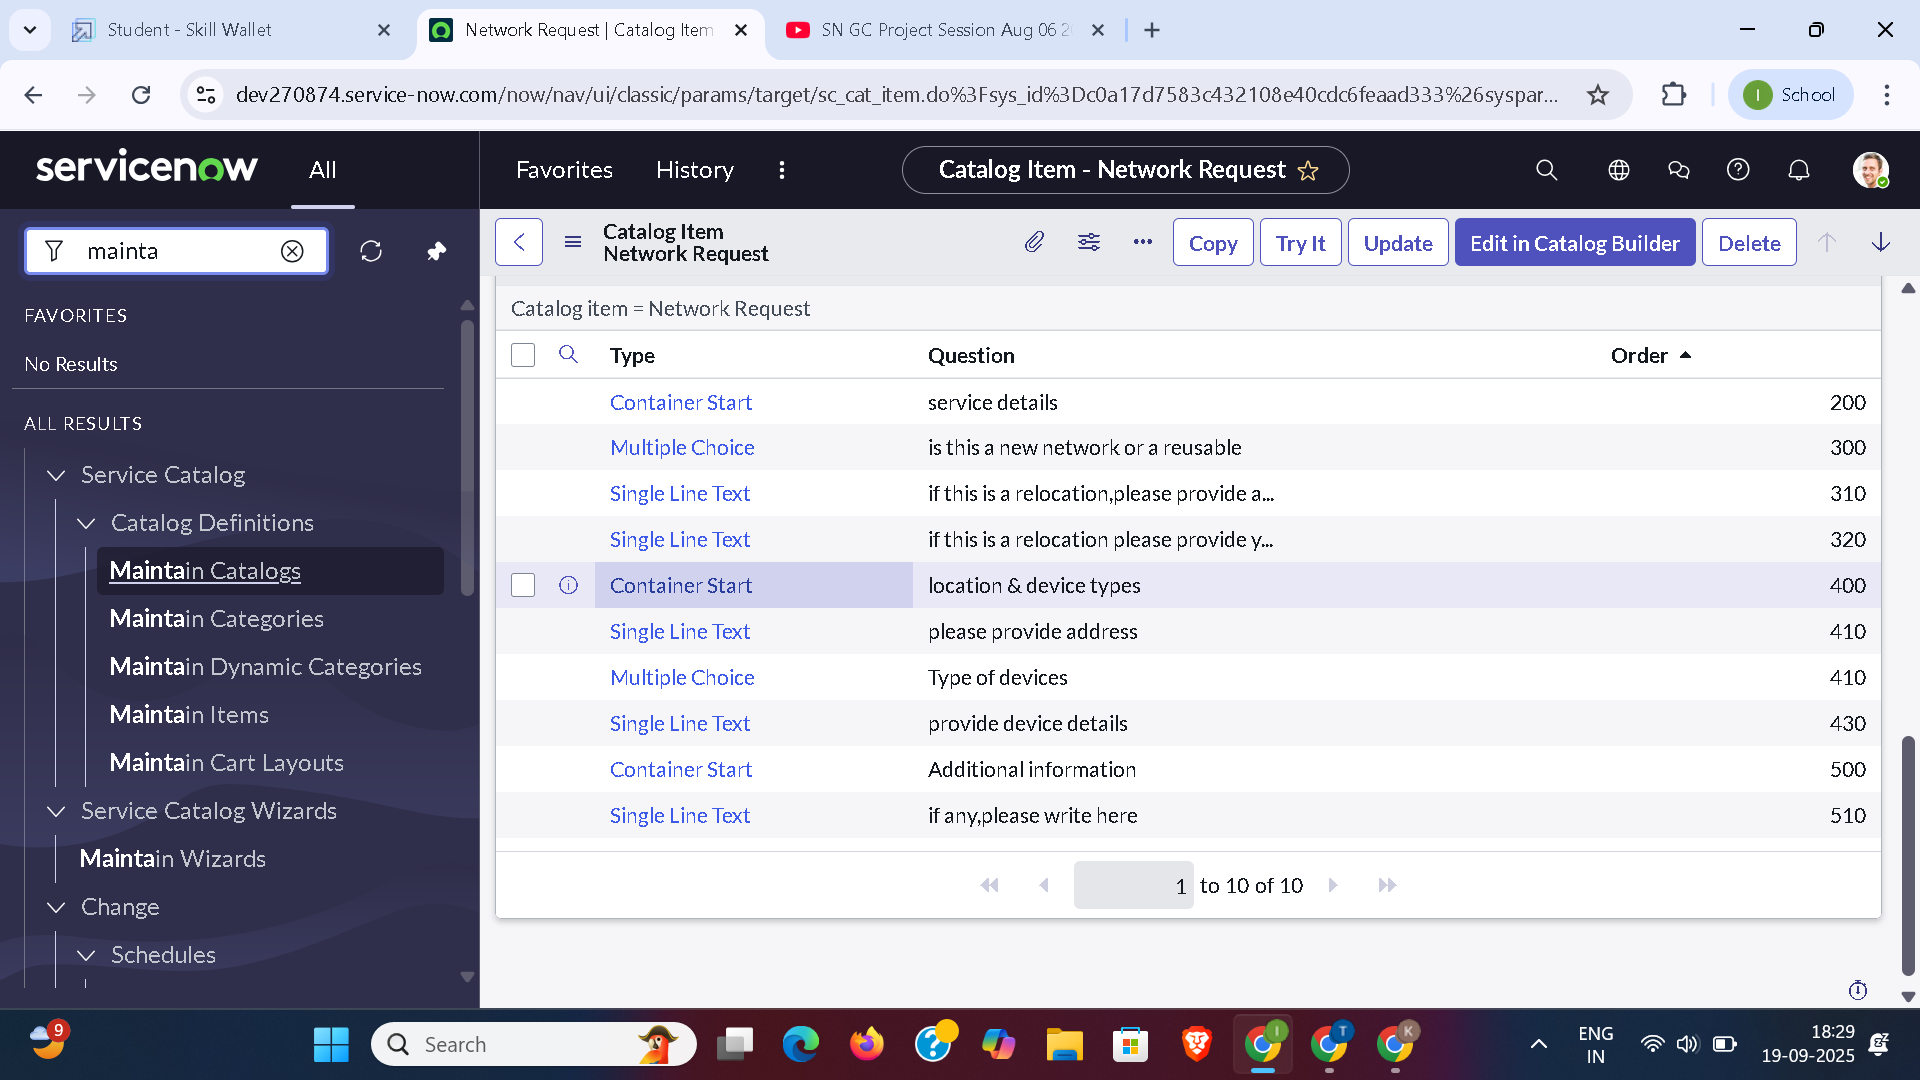 Student - Skill Wallet
Network Request | Catalog Item
SN GC Project Session Aug 06 2
dev270874.service-now.com/now/nav/ui/classic/params/target/sc_cat_item.do%3Fsys_id%3Dc0a17d7583c432108e40cdc6feaad333%26syspar...
I
School
servicenow
All
Favorites
History
Catalog Item - Network Request
mainta
Catalog Item
Network Request
Copy
Try It
Update
Edit in Catalog Builder
Delete
FAVORITES
No Results
ALL RESULTS
Service Catalog
Catalog Definitions
Maintain Catalogs
Maintain Categories
Maintain Dynamic Categories
Maintain Items
Maintain Cart Layouts
Service Catalog Wizards
Maintain Wizards
Change
Schedules
Catalog item = Network Request
Type Question Order
Container Start service details 200
Multiple Choice is this a new network or a reusable 300
Single Line Text if this is a relocation,please provide a... 310
Single Line Text if this is a relocation please provide y... 320
Container Start location & device types 400
Single Line Text please provide address 410
Multiple Choice Type of devices 410
Single Line Text provide device details 430
Container Start Additional information 500
Single Line Text if any,please write here 510
1 to 10 of 10
9
Search
I
T
K
ENG
IN
18:29
19-09-2025